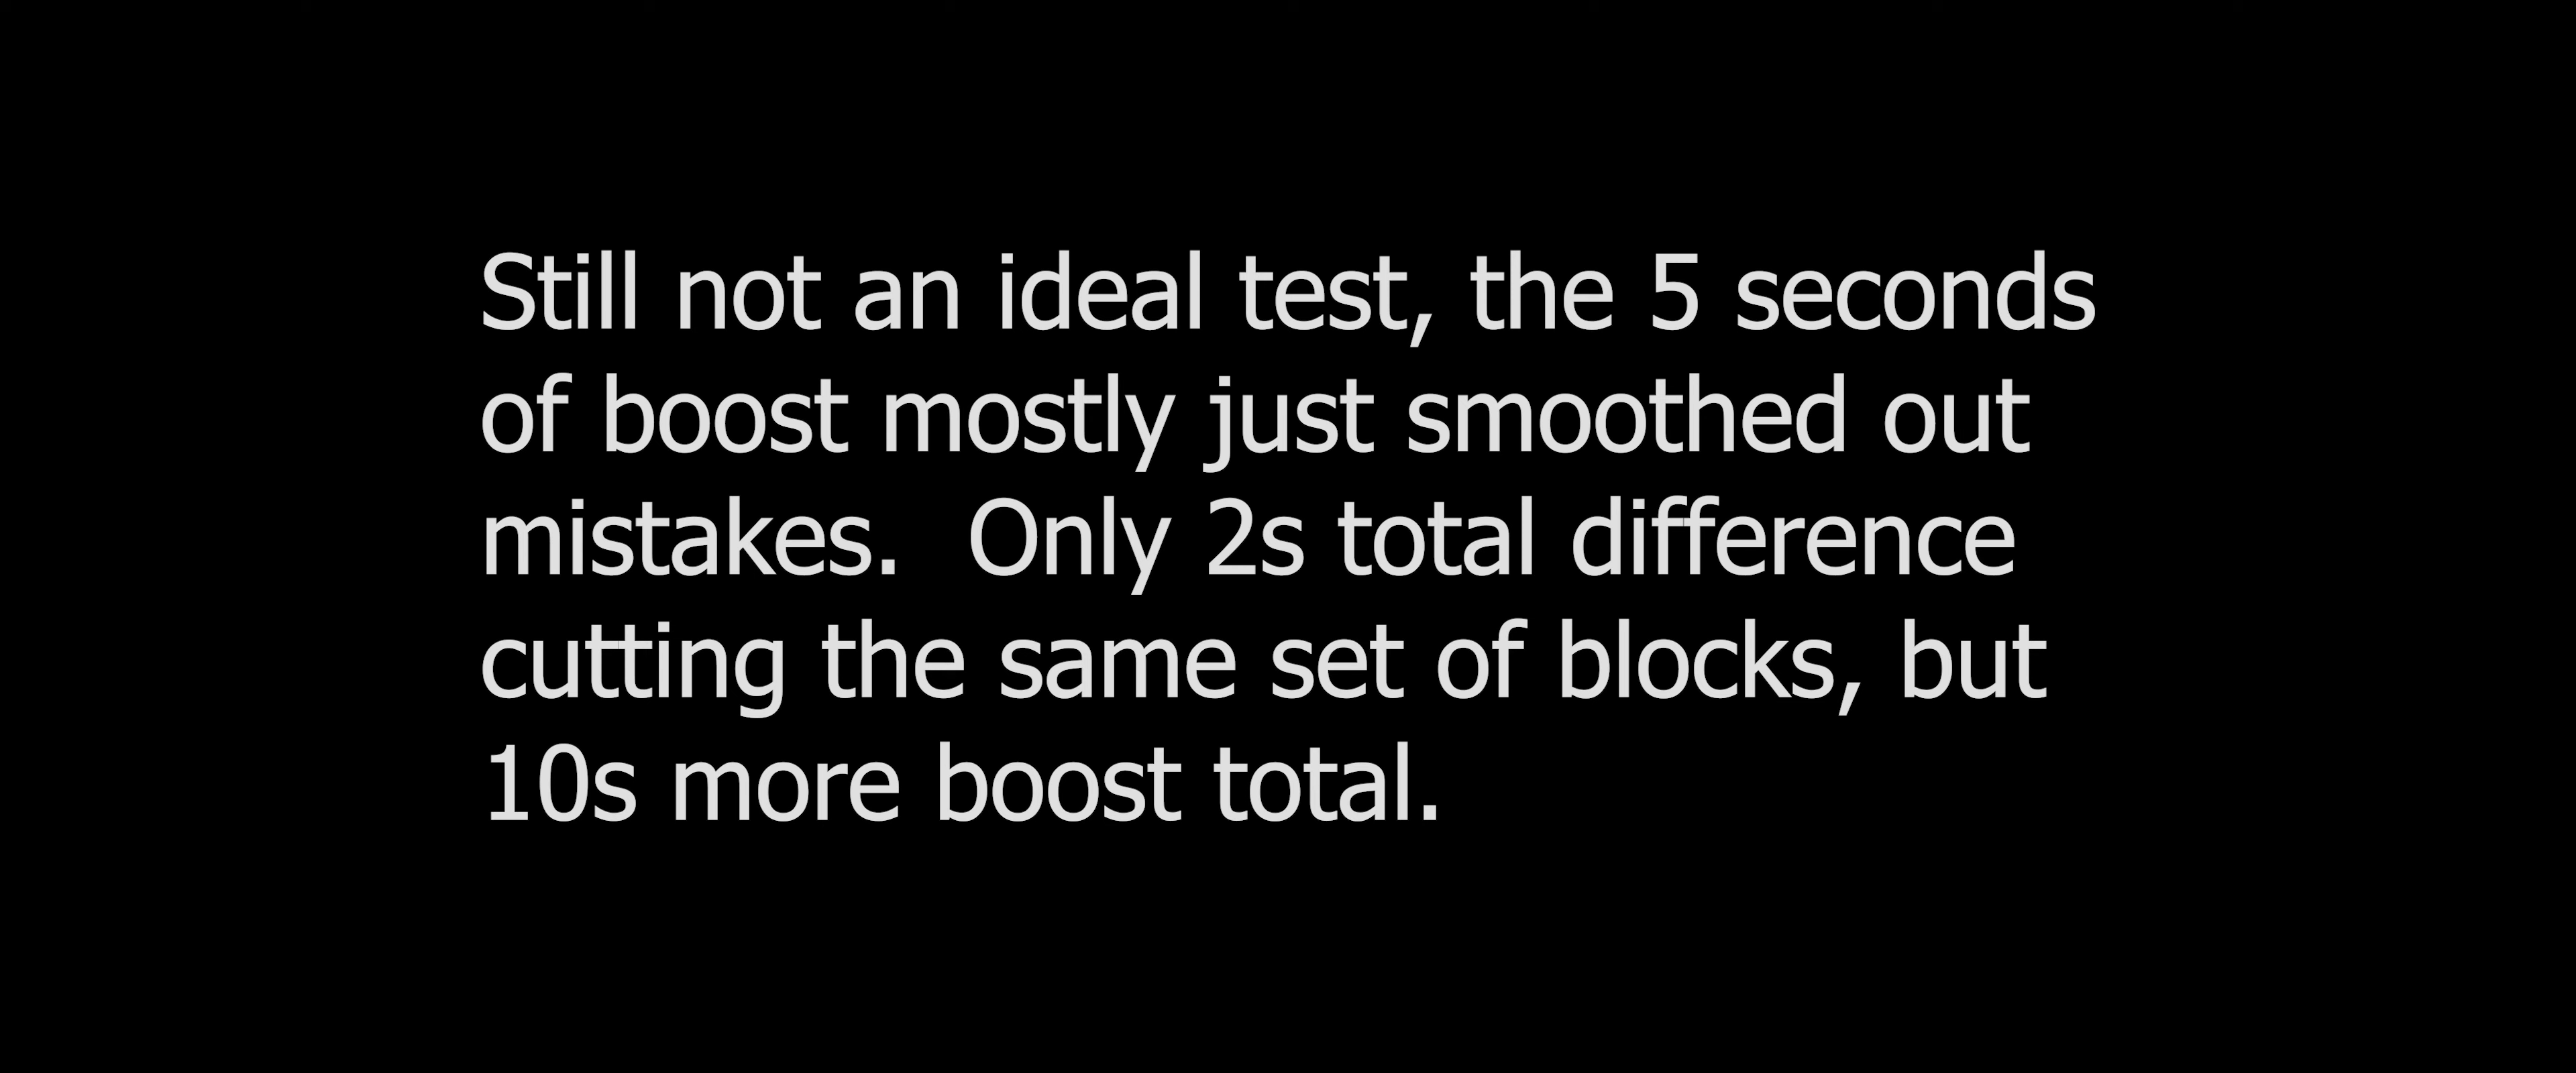 Still not an ideal test, the 5 seconds
of boost mostly just smoothed out
mistakes.  Only 2s total difference
cutting the same set of blocks, but
10s more boost total.